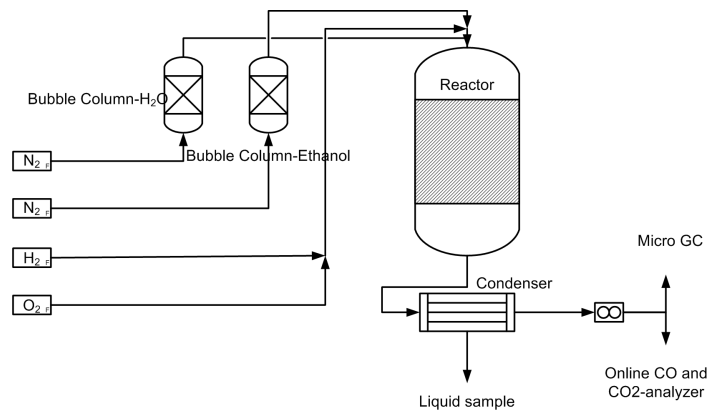 Reactor
Bubble Column-H₂O
Bubble Column-Ethanol
N₂ F
N₂ F
H₂ F
O₂ F
Micro GC
Condenser
Online CO and
CO2-analyzer
Liquid sample